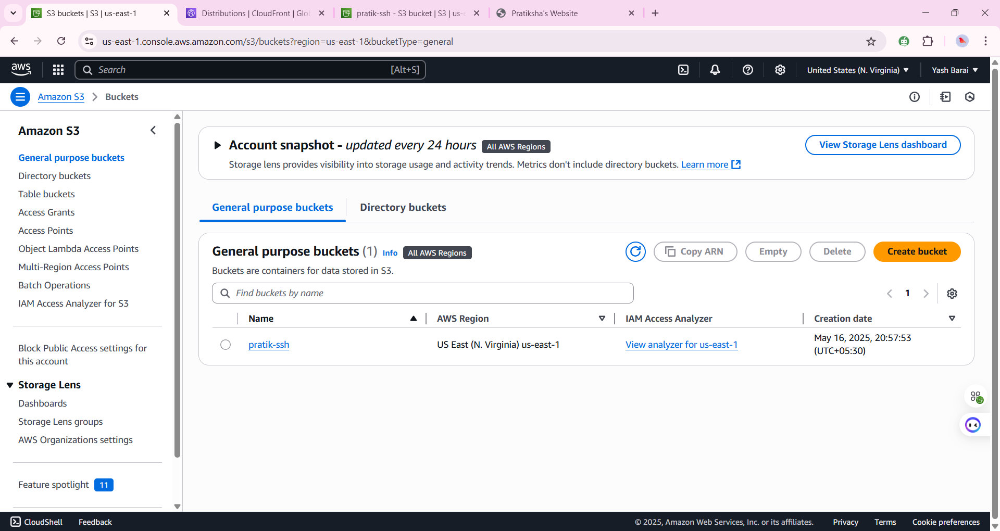 S3 buckets | S3 | us-east-1
Distributions | CloudFront | Glo
pratik-ssh - S3 bucket | S3 | us-e
Pratiksha's Website
us-east-1.console.aws.amazon.com/s3/buckets?region=us-east-1&bucketType=general
aws
Search
[Alt+S]
United States (N. Virginia)
Yash Barai
Amazon S3
Buckets
Amazon S3
General purpose buckets
Directory buckets
Table buckets
Access Grants
Access Points
Object Lambda Access Points
Multi-Region Access Points
Batch Operations
IAM Access Analyzer for S3
Block Public Access settings for
this account
Storage Lens
Dashboards
Storage Lens groups
AWS Organizations settings
Feature spotlight 11
Account snapshot - updated every 24 hours All AWS Regions
View Storage Lens dashboard
Storage lens provides visibility into storage usage and activity trends. Metrics don't include directory buckets. Learn more
General purpose buckets
Directory buckets
General purpose buckets (1) Info All AWS Regions
Copy ARN
Empty
Delete
Create bucket
Buckets are containers for data stored in S3.
Find buckets by name
1
Name AWS Region IAM Access Analyzer Creation date
pratik-ssh US East (N. Virginia) us-east-1 View analyzer for us-east-1 May 16, 2025, 20:57:53
(UTC+05:30)
CloudShell Feedback © 2025, Amazon Web Services, Inc. or its affiliates. Privacy Terms Cookie preferences